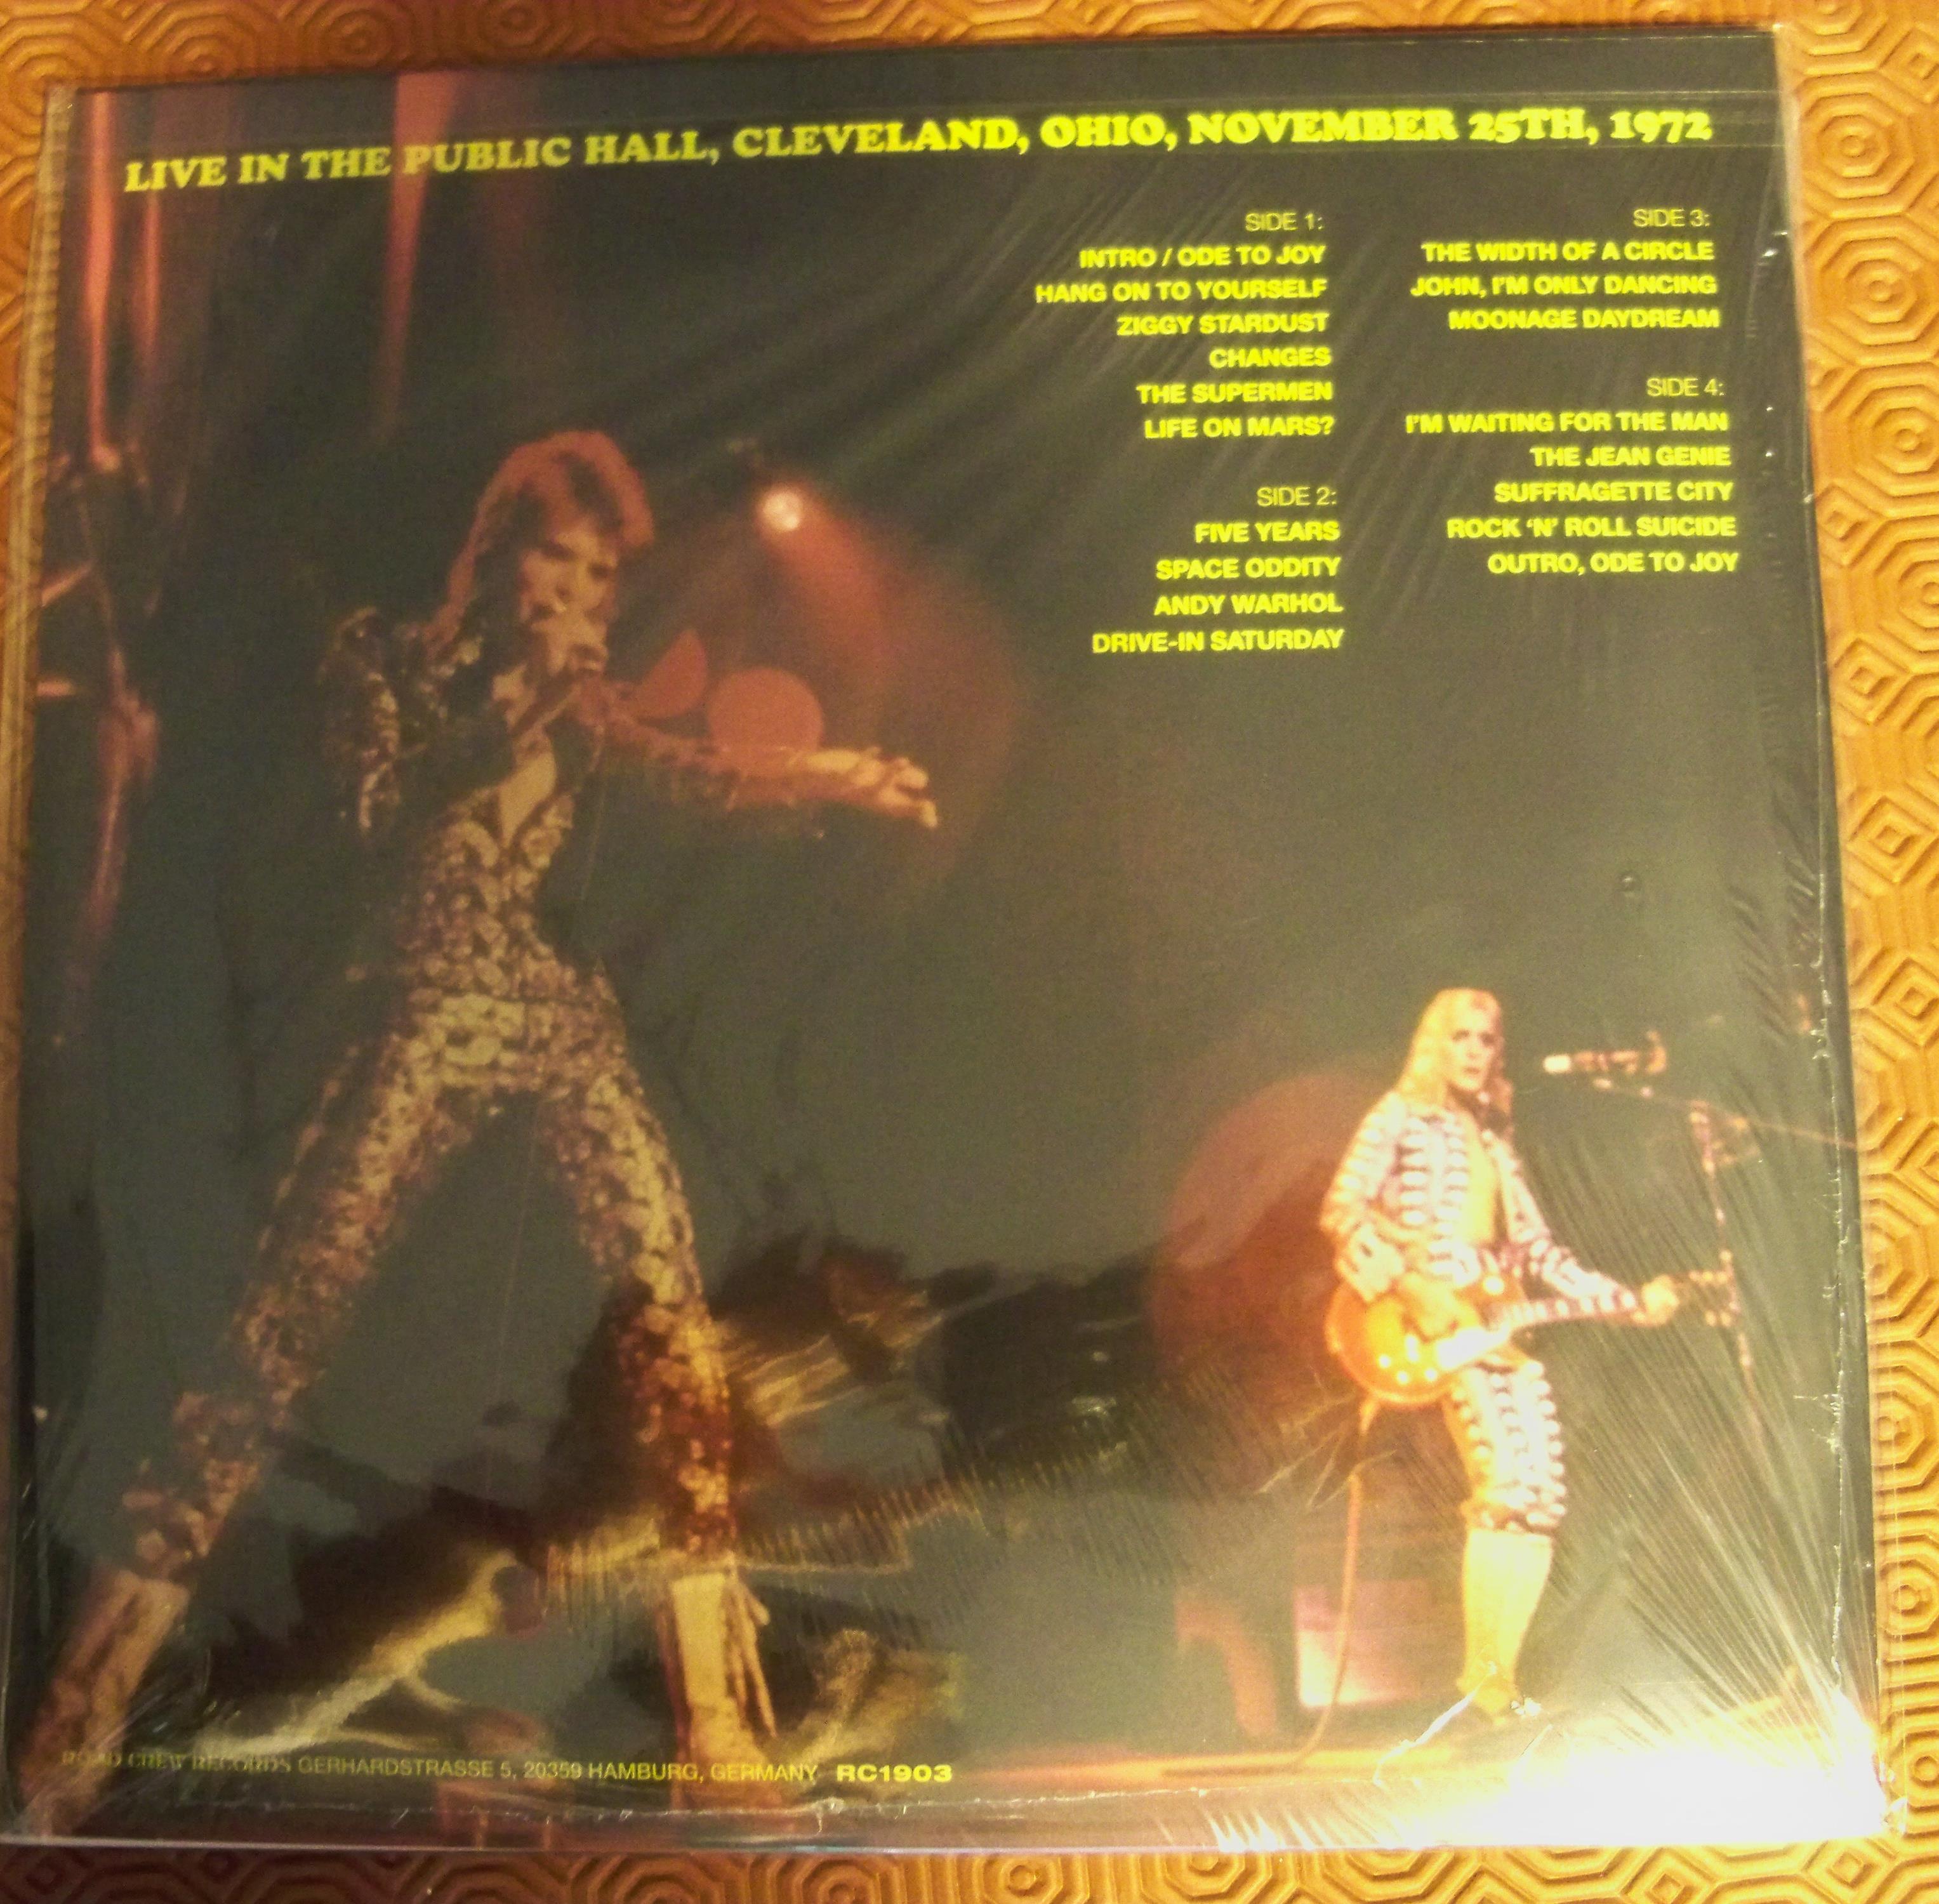 LIVE IN THE PUBLIC HALL, CLEVELAND, OHIO, NOVEMBER 25TH, 1972
SIDE 1:
INTRO / ODE TO JOY
HANG ON TO YOURSELF
ZIGGY STARDUST
CHANGES
THE SUPERMEN
LIFE ON MARS?
SIDE 2:
FIVE YEARS
SPACE ODDITY
ANDY WARHOL
DRIVE-IN SATURDAY
SIDE 3:
THE WIDTH OF A CIRCLE
JOHN, I'M ONLY DANCING
MOONAGE DAYDREAM
SIDE 4:
I'M WAITING FOR THE MAN
THE JEAN GENIE
SUFFRAGETTE CITY
ROCK 'N' ROLL SUICIDE
OUTRO, ODE TO JOY
ROAD CREW RECORDS GERHARDSTRASSE 5, 20359 HAMBURG, GERMANY RC1903